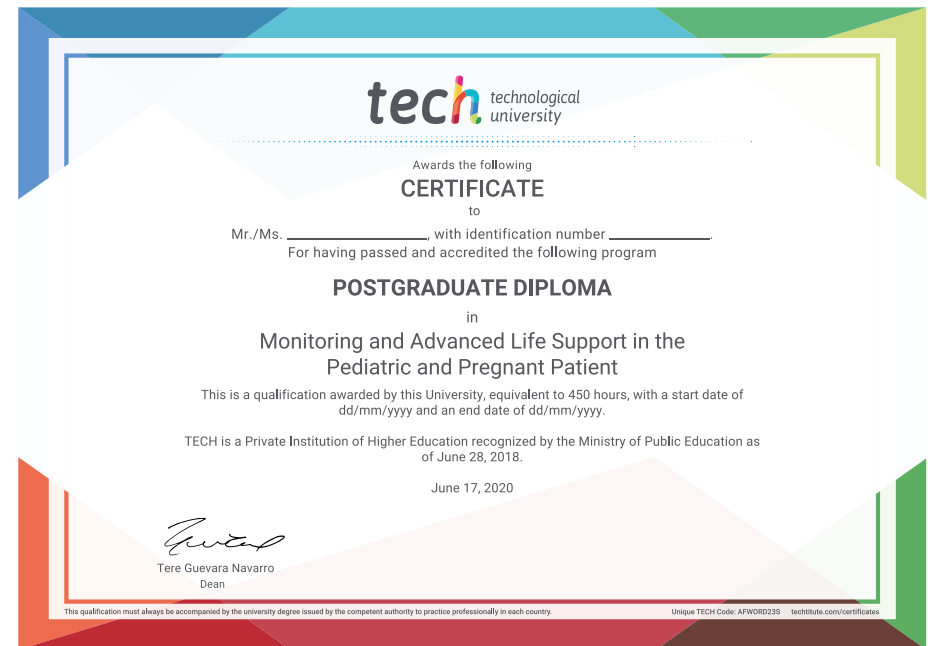 tech technological
university
Awards the following
CERTIFICATE
to
Mr./Ms. ____________, with identification number ____________.
For having passed and accredited the following program
POSTGRADUATE DIPLOMA
in
Monitoring and Advanced Life Support in the
Pediatric and Pregnant Patient
This is a qualification awarded by this University, equivalent to 450 hours, with a start date of
dd/mm/yyyy and an end date of dd/mm/yyyy.
TECH is a Private Institution of Higher Education recognized by the Ministry of Public Education as
of June 28, 2018.
June 17, 2020
Tere Guevara Navarro
Dean
This qualification must always be accompanied by the university degree issued by the competent authority to practice professionally in each country.
Unique TECH Code: AFWORD23S techtitute.com/certificates